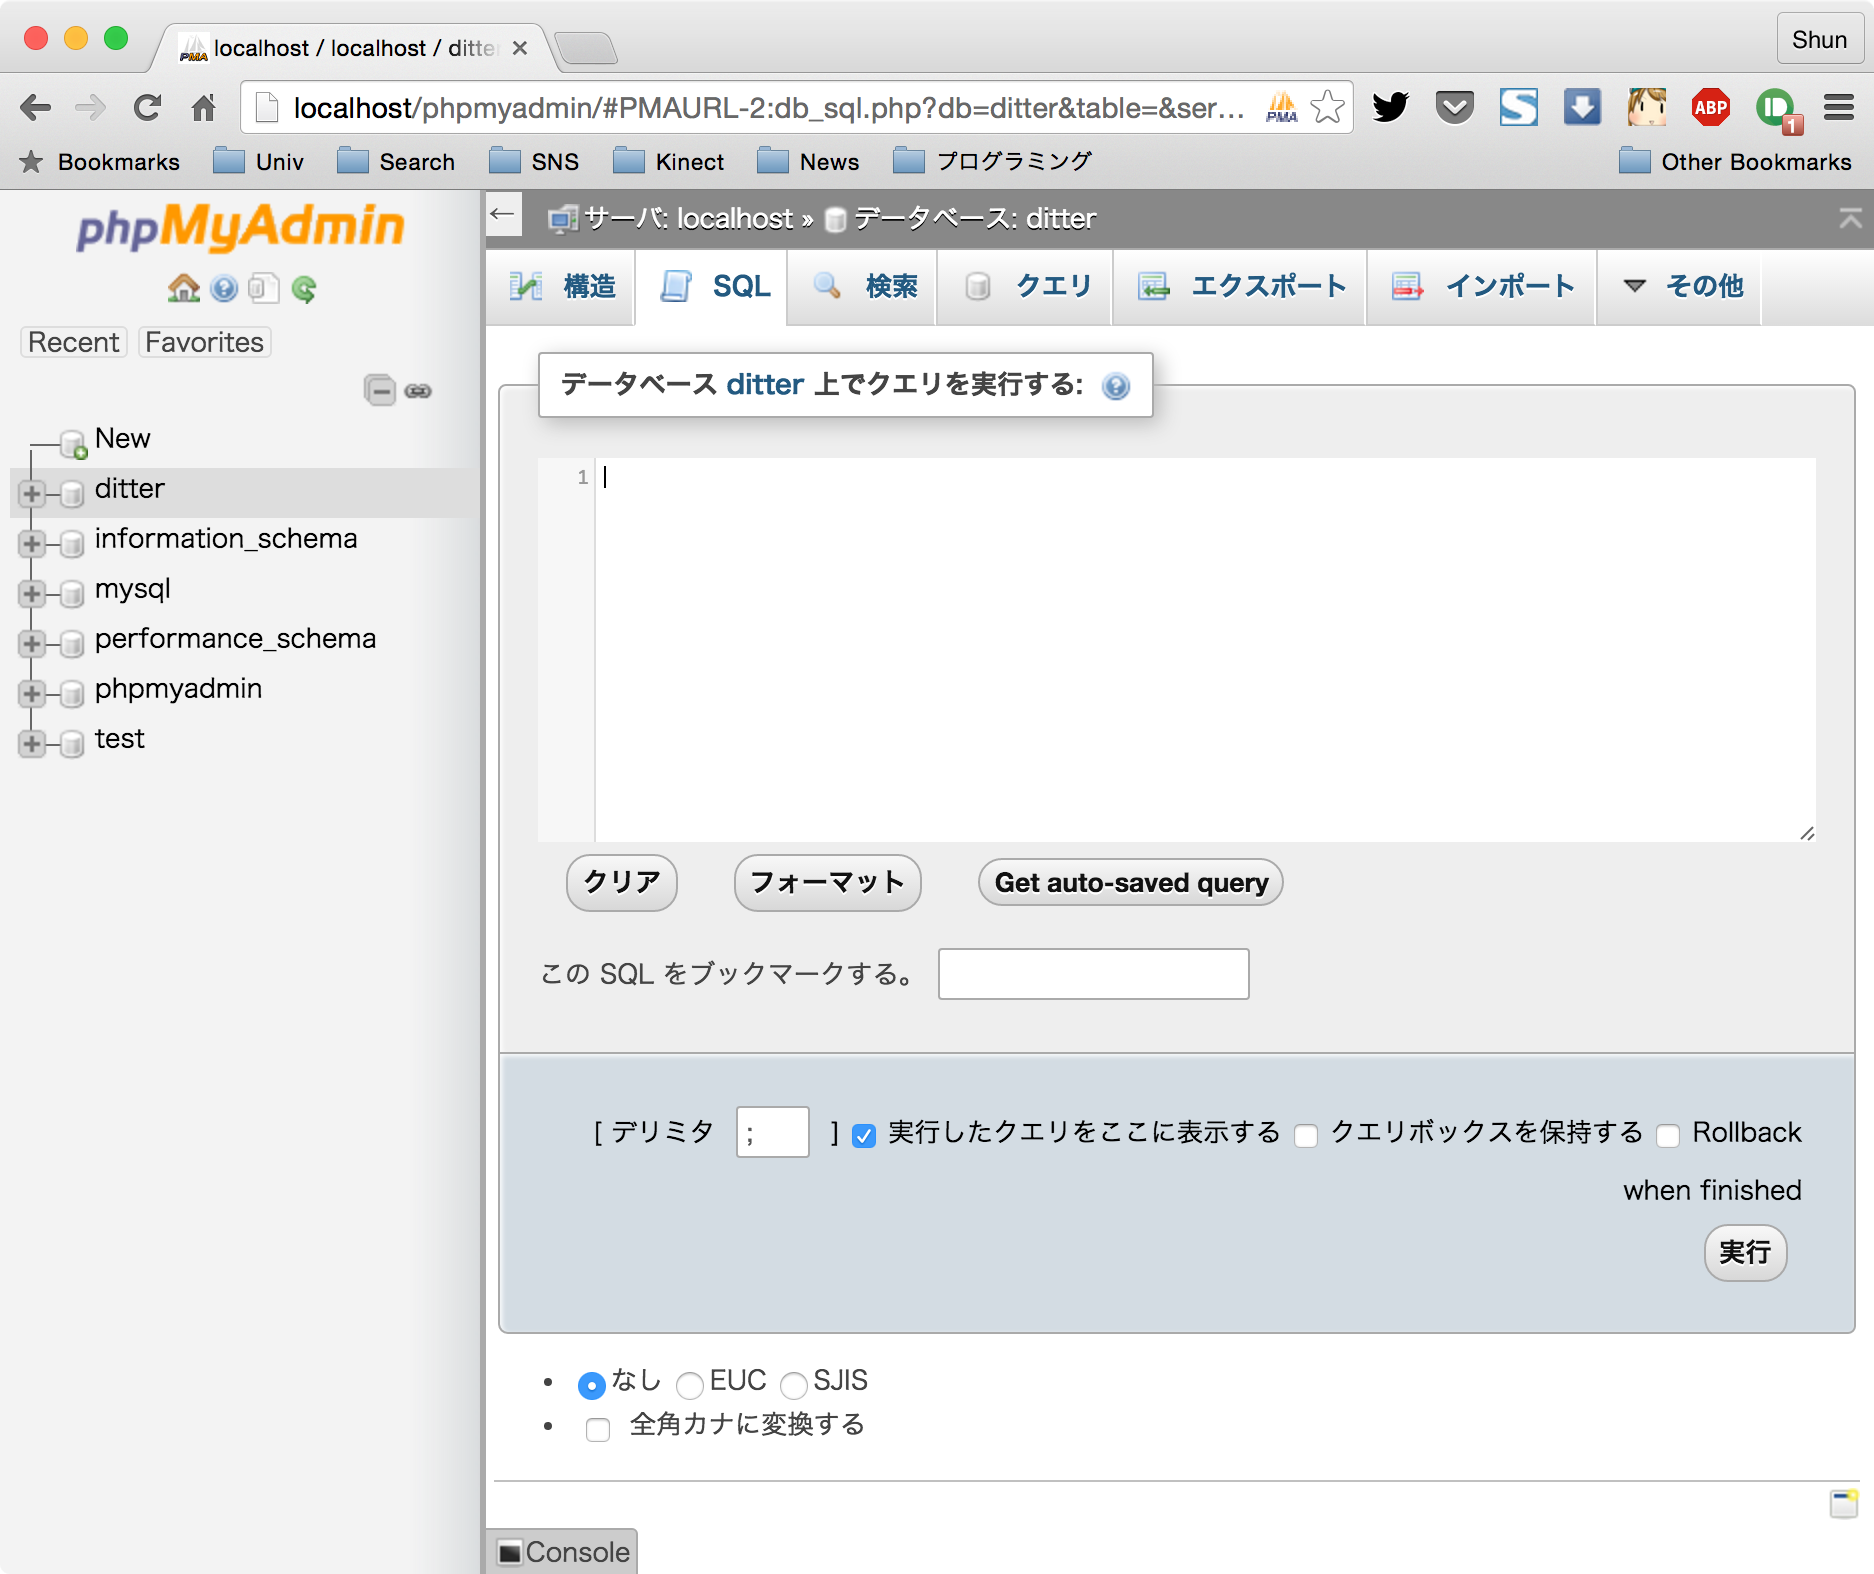 localhost / localhost / ditte
Shun
localhost/phpmyadmin/#PMAURL-2:db_sql.php?db=ditter&table=&ser...
PMA
ABP
1
Bookmarks
Univ
Search
SNS
Kinect
News
プログラミング
Other Bookmarks
phpMyAdmin
Recent
Favorites
New
ditter
information_schema
mysql
performance_schema
phpmyadmin
test
サーバ: localhost » データベース: ditter
構造
SQL
検索
クエリ
エクスポート
インポート
その他
データベース ditter 上でクエリを実行する:
1
クリア
フォーマット
Get auto-saved query
この SQL をブックマークする。
[ デリミタ ; ] 実行したクエリをここに表示する クエリボックスを保持する Rollback
when finished
実行
なし EUC SJIS
全角カナに変換する
Console